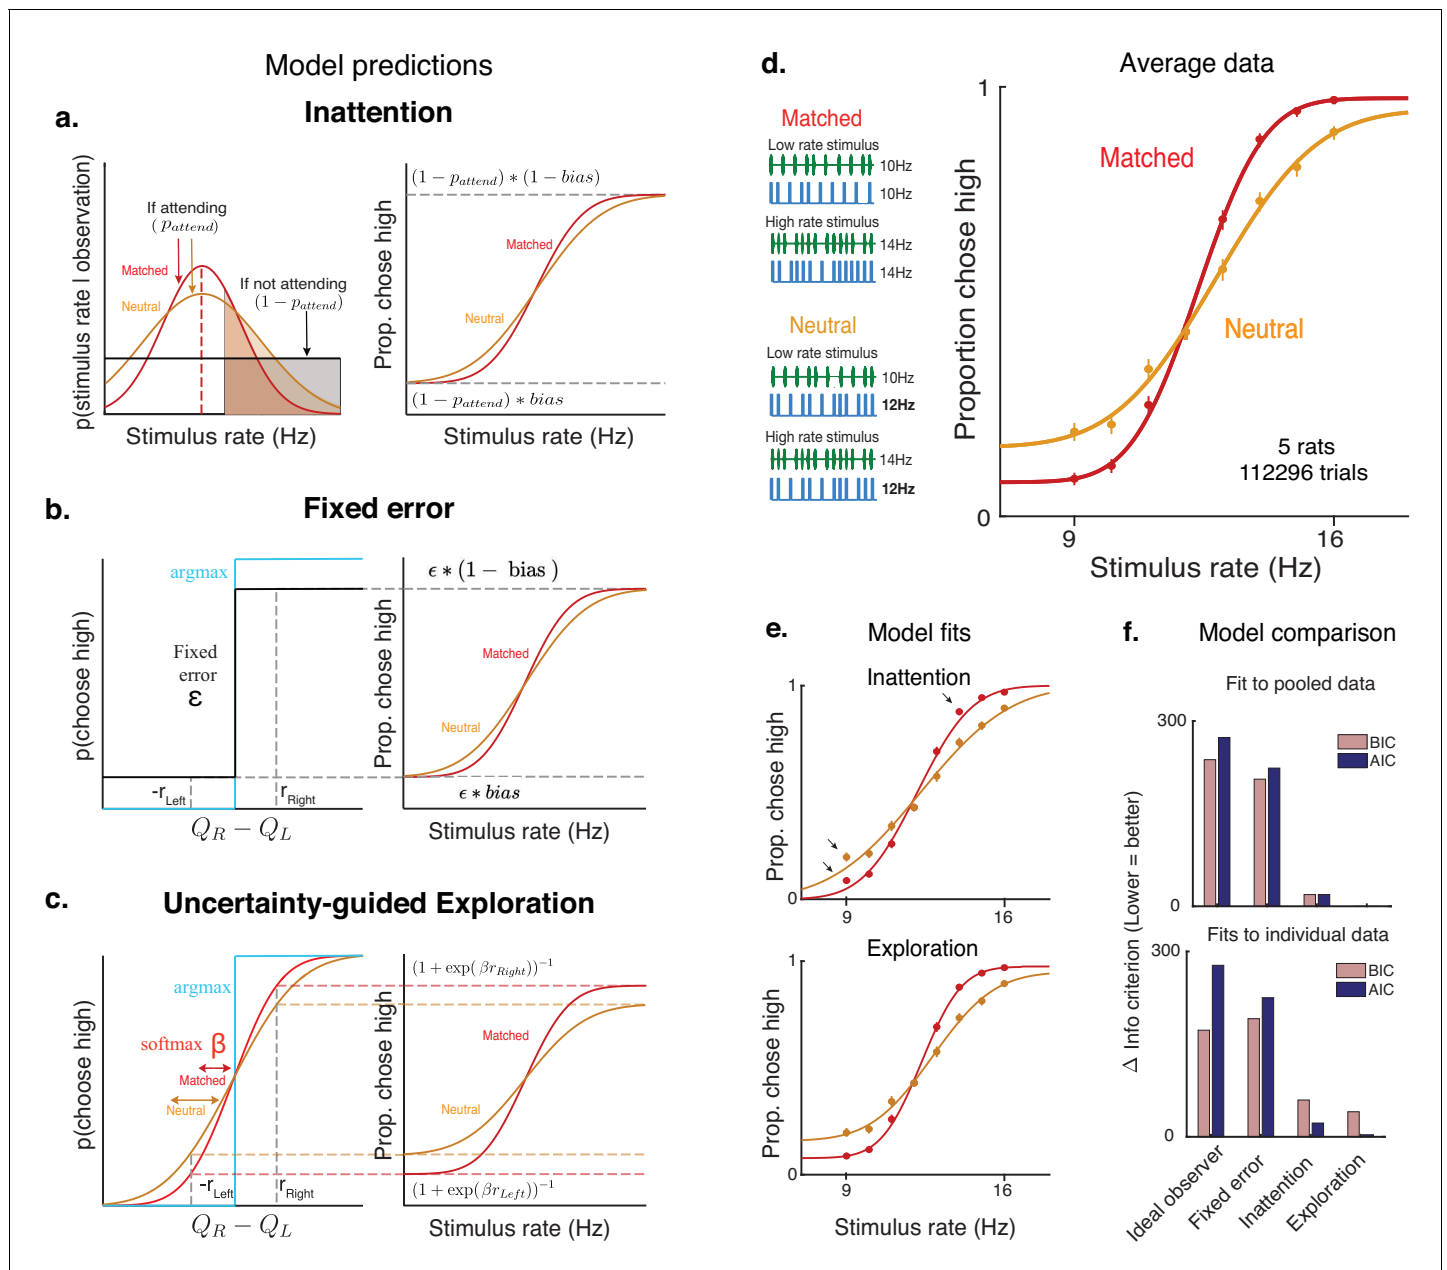 Model predictions
a.
Inattention
p(stimulus rate | observation)
If attending
(p_attend)
Matched
Neutral
If not attending
(1 − p_attend)
Stimulus rate (Hz)
Prop. chose high
(1 − p_attend) ∗ (1 − bias)
Matched
Neutral
(1 − p_attend) ∗ bias
Stimulus rate (Hz)
b.
Fixed error
p(choose high)
argmax
Fixed
error
ε
-r_Left
r_Right
Q_R − Q_L
Prop. chose high
ϵ ∗ (1 − bias )
Matched
Neutral
ϵ ∗ bias
Stimulus rate (Hz)
c.
Uncertainty-guided Exploration
p(choose high)
argmax
softmax β
Matched
Neutral
-r_Left
r_Right
Q_R − Q_L
Prop. chose high
(1 + exp(βr_Right))^−1
Matched
Neutral
(1 + exp(βr_Left))^−1
Stimulus rate (Hz)
d.
Average data
Matched
Low rate stimulus
10Hz
10Hz
High rate stimulus
14Hz
14Hz
Neutral
Low rate stimulus
10Hz
12Hz
High rate stimulus
14Hz
12Hz
Proportion chose high
1
0
Matched
Neutral
5 rats
112296 trials
9
16
Stimulus rate (Hz)
e.
Model fits
Inattention
Prop. chose high
1
0
9
16
Exploration
Prop. chose high
1
0
9
16
Stimulus rate (Hz)
f.
Model comparison
Fit to pooled data
300
BIC
AIC
0
Δ Info criterion (Lower = better)
Fits to individual data
300
BIC
AIC
0
Ideal observer
Fixed error
Inattention
Exploration